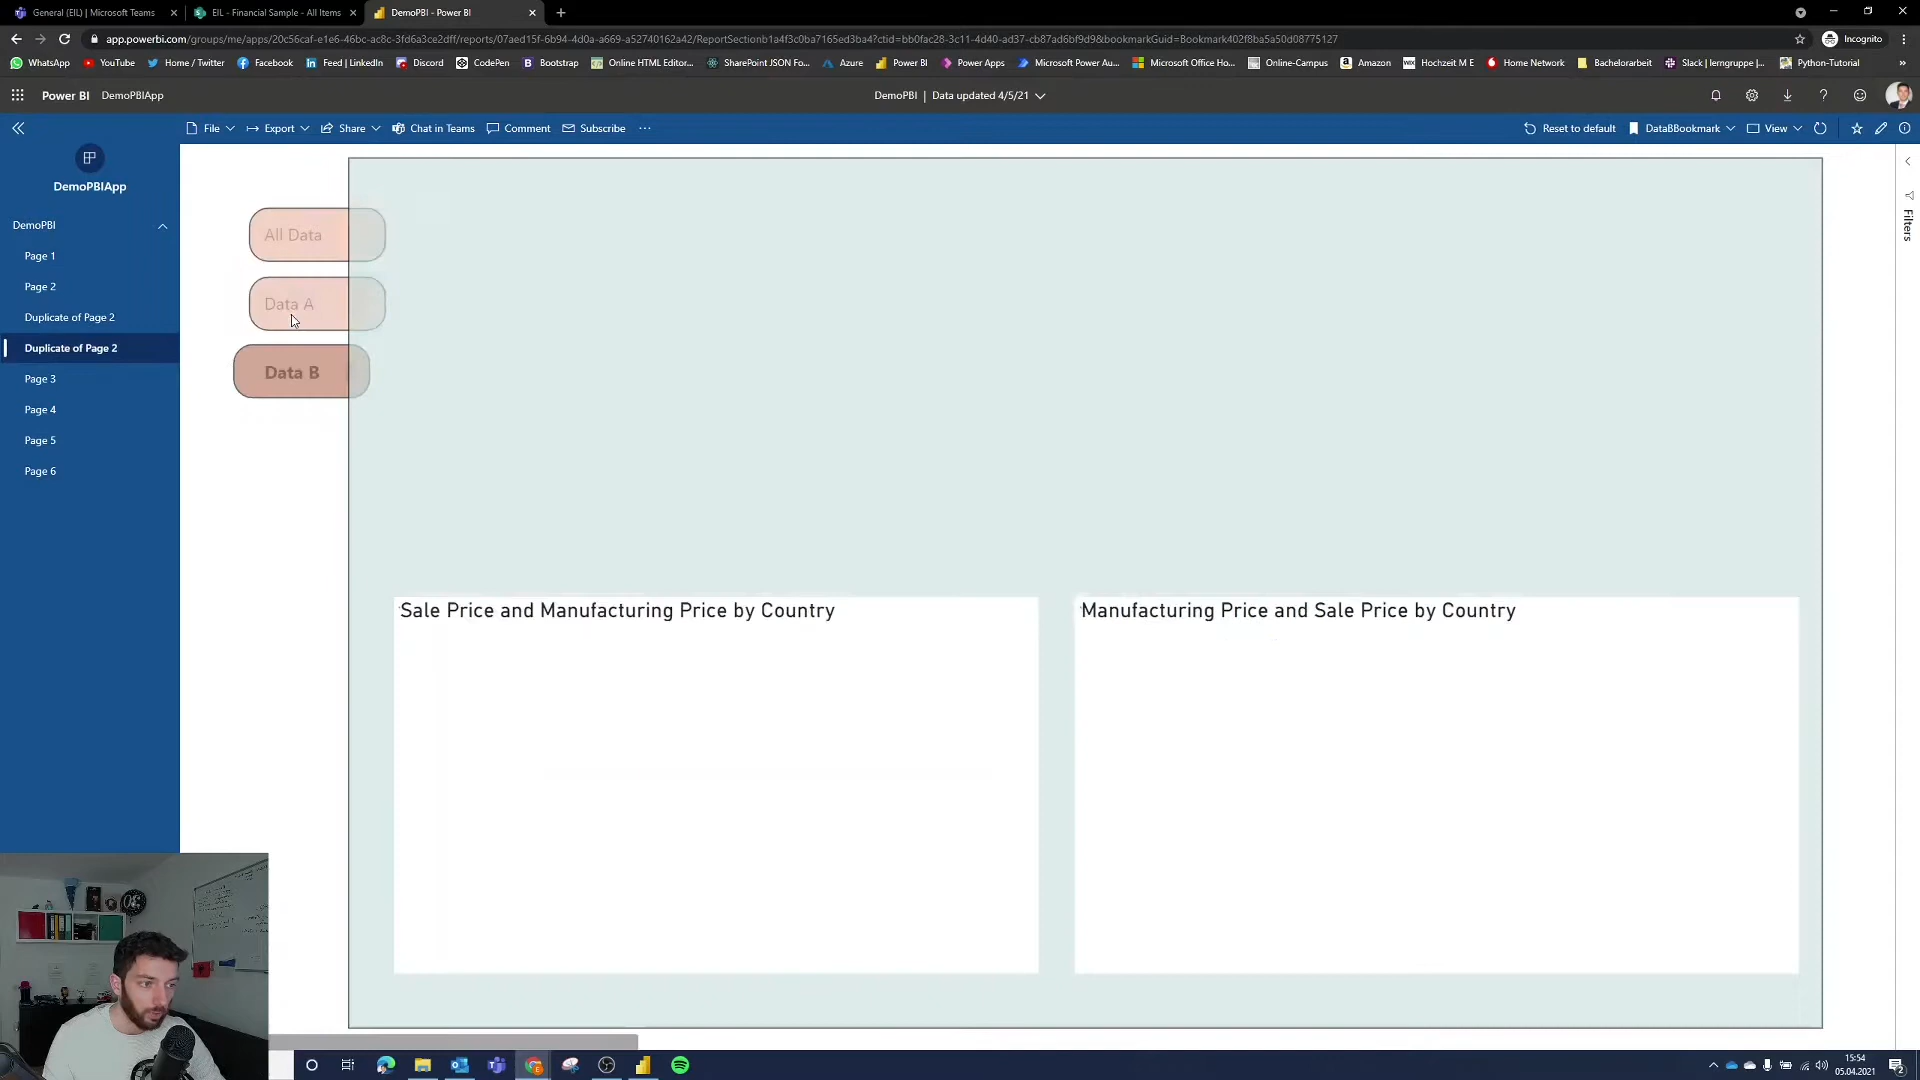 General (EIL) | Microsoft Teams
EIL - Financial Sample - All Items
DemoPBI - Power BI
app.powerbi.com/groups/me/apps/20c56caf-e1e6-46bc-ac8c-3fd6a3ce2dff/reports/07aed15f-6b94-4d0a-a669-a52740162a42/ReportSectionb1a4f3c0ba7165ed3ba4?ctid=bb0fac28-3c11-4d40-ad37-cb87ad6bf9d9&bookmarkGuid=Bookmark402f8ba5a50d08775127
Incognito
WhatsApp YouTube Home / Twitter Facebook Feed | LinkedIn Discord CodePen Bootstrap Online HTML Editor... SharePoint JSON Fo... Azure Power BI Power Apps Microsoft Power Au... Microsoft Office Ho... Online-Campus Amazon Hochzeit M E Home Network Bachelorarbeit Slack | lerngruppe |... Python-Tutorial
Power BI DemoPBIApp
DemoPBI | Data updated 4/5/21
File Export Share Chat in Teams Comment Subscribe ...
Reset to default DataBBookmark View
DemoPBIApp
DemoPBI
Page 1
Page 2
Duplicate of Page 2
Duplicate of Page 2
Page 3
Page 4
Page 5
Page 6
All Data
Data A
Data B
Sale Price and Manufacturing Price by Country
Manufacturing Price and Sale Price by Country
Filters
15:54
05.04.2021